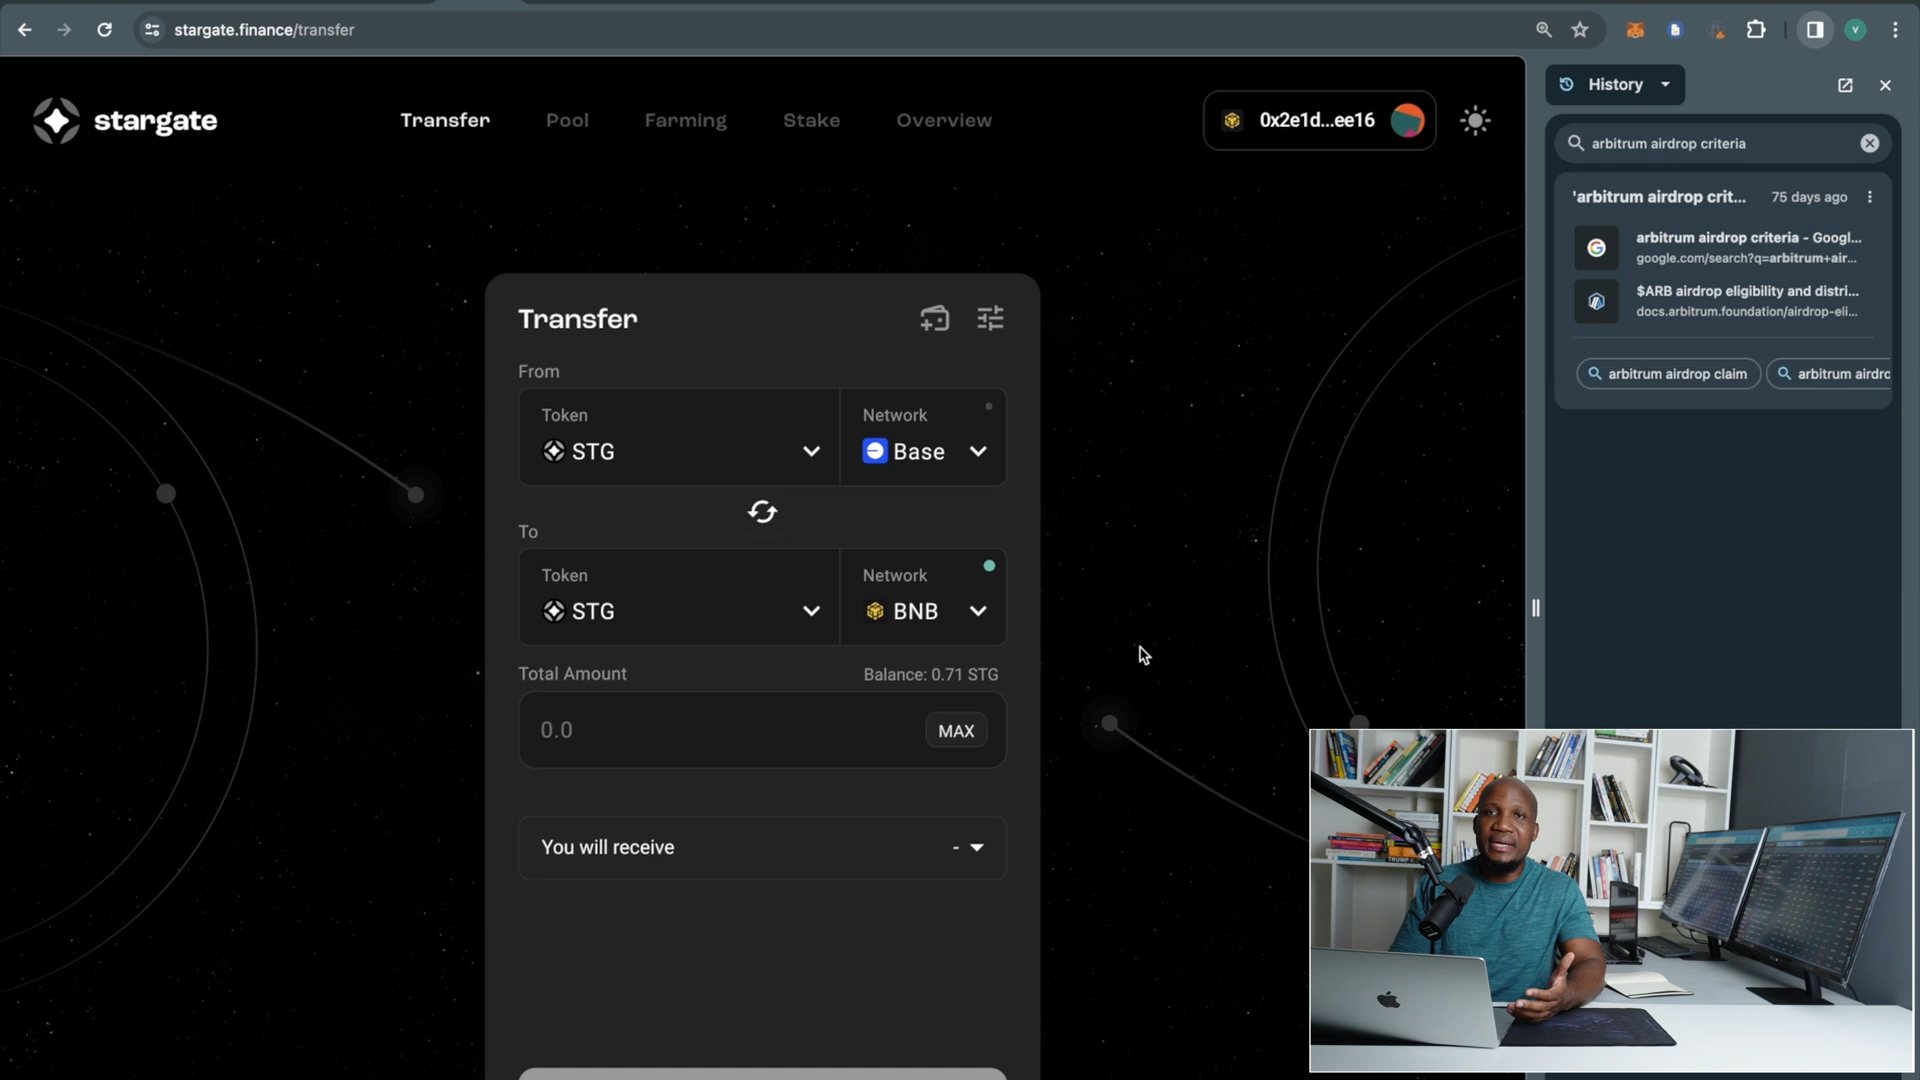 stargate.finance/transfer
V
stargate
Transfer
Pool
Farming
Stake
Overview
0x2e1d...ee16
History
arbitrum airdrop criteria
'arbitrum airdrop crit...
75 days ago
arbitrum airdrop criteria - Googl...
google.com/search?q=arbitrum+air...
$ARB airdrop eligibility and distri...
docs.arbitrum.foundation/airdrop-eli...
arbitrum airdrop claim
arbitrum airdrc
Transfer
From
Token
STG
Network
Base
To
Token
STG
Network
BNB
Total Amount
Balance: 0.71 STG
0.0
MAX
You will receive
-
TRUMP